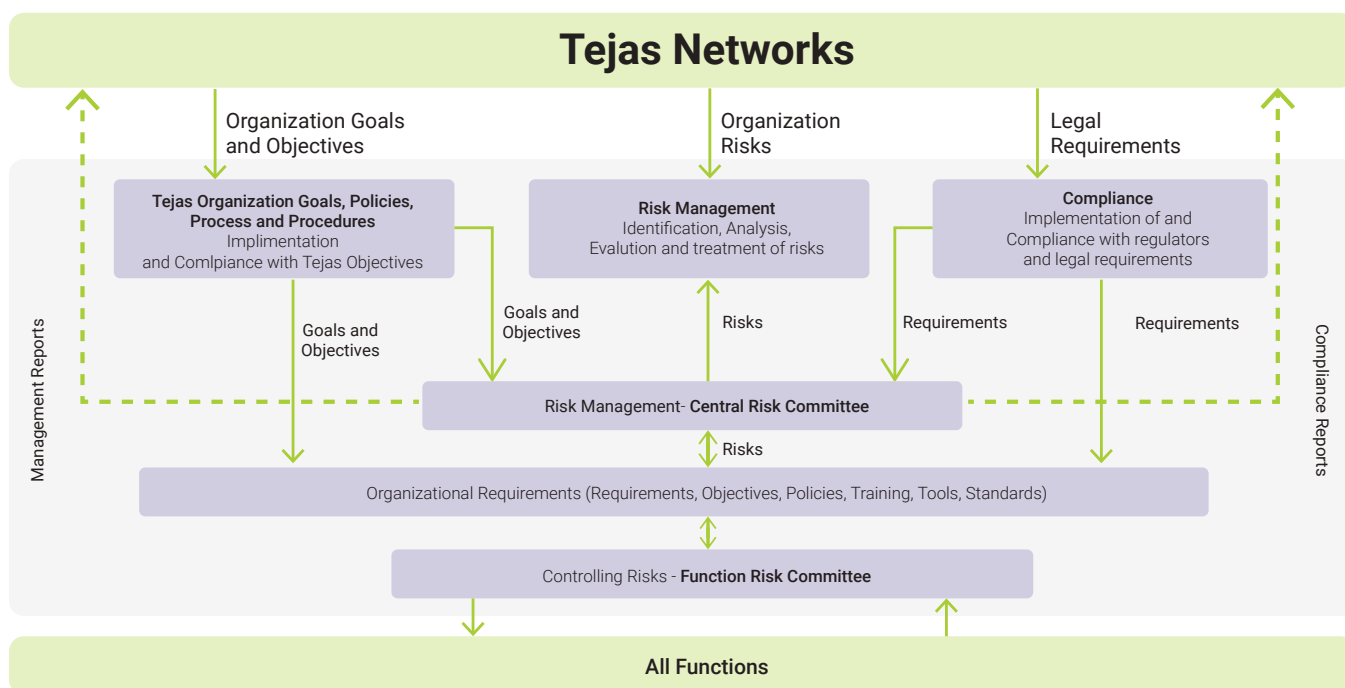 Tejas Networks
Organization Goals
and Objectives
Organization
Risks
Legal
Requirements
Tejas Organization Goals, Policies,
Process and Procedures
Implimentation
and Comlpiance with Tejas Objectives
Risk Management
Identification, Analysis,
Evalution and treatment of risks
Compliance
Implementation of and
Compliance with regulators
and legal requirements
Management Reports
Goals and
Objectives
Goals and
Objectives
Risks
Requirements
Requirements
Compliance Reports
Risk Management- Central Risk Committee
Risks
Organizational Requirements (Requirements, Objectives, Policies, Training, Tools, Standards)
Controlling Risks - Function Risk Committee
All Functions